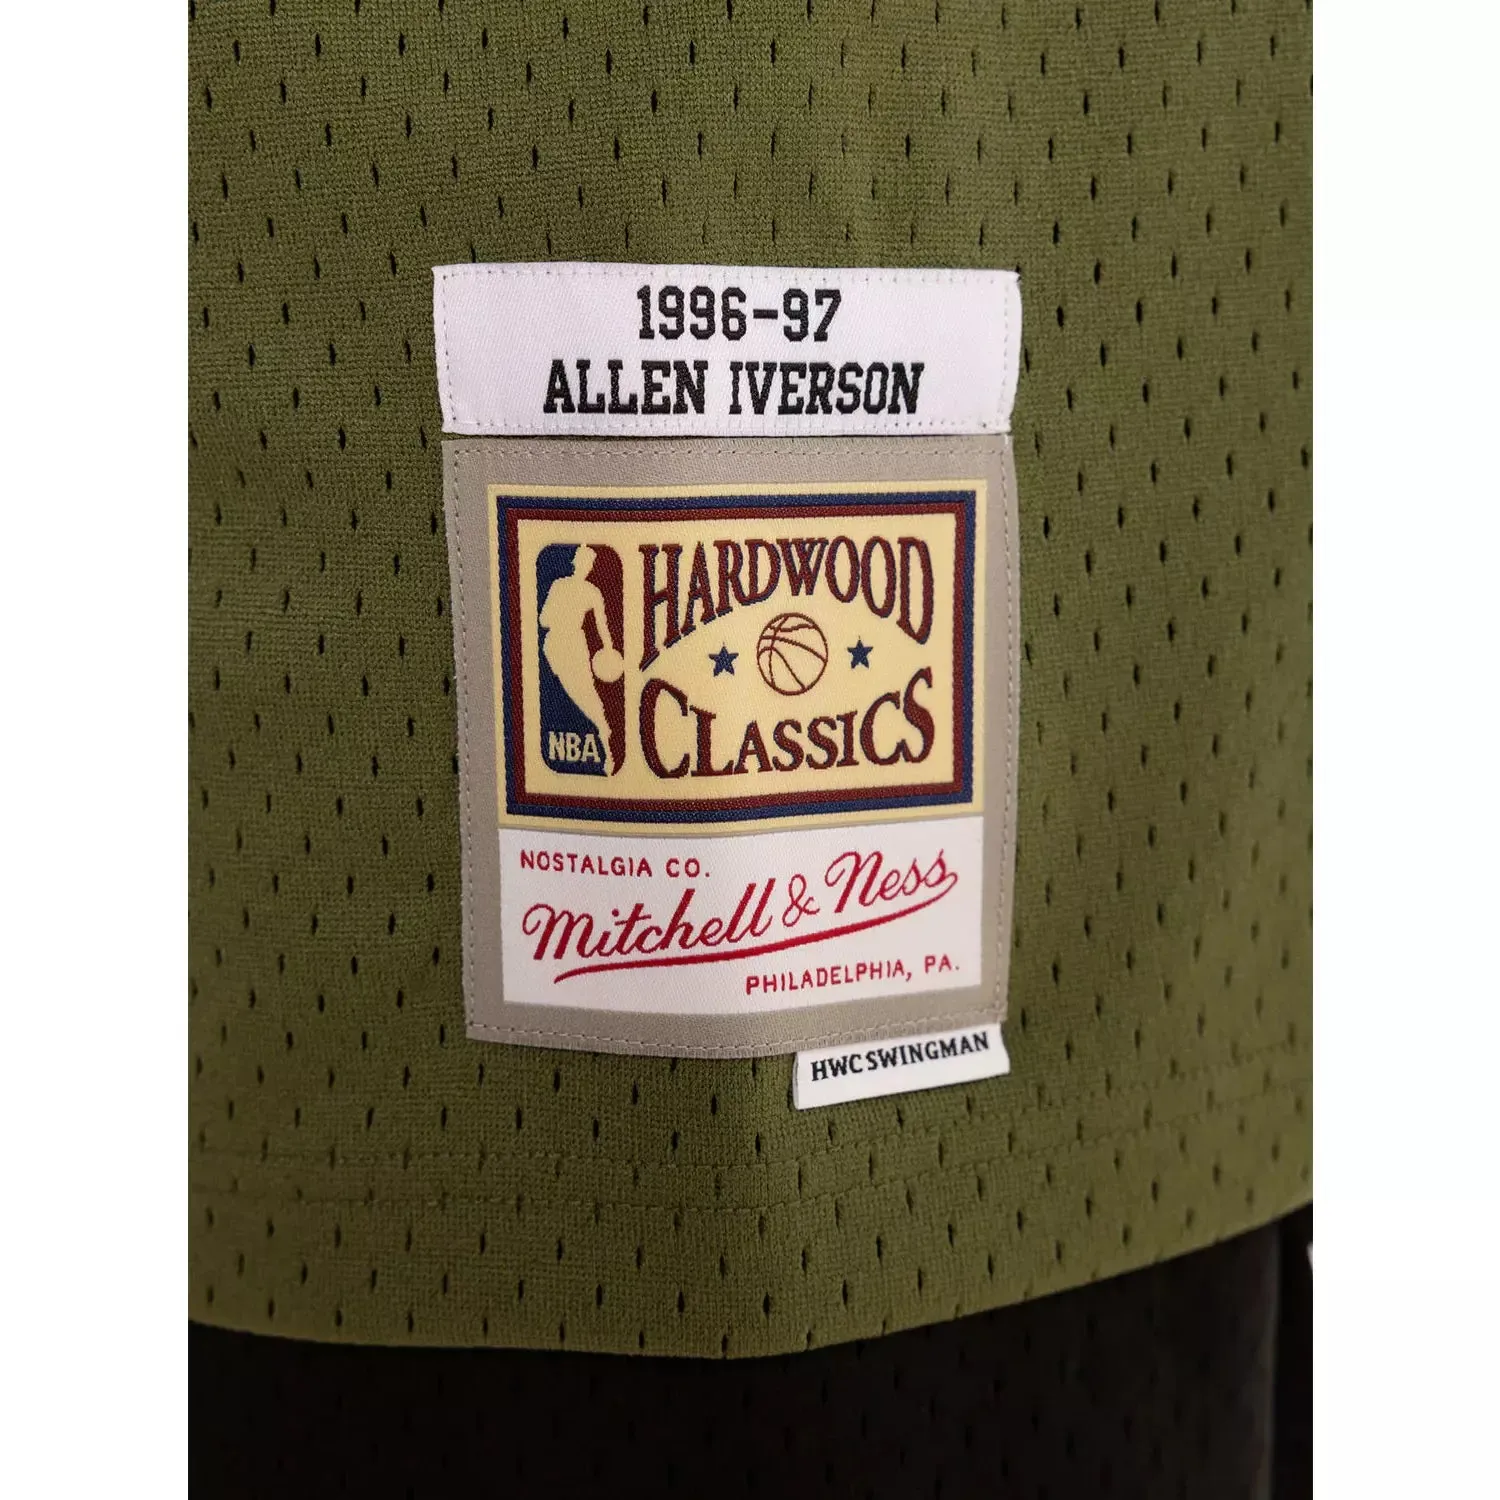 1996-97
ALLEN IVERSON
HARDWOOD
CLASSICS
NBA
NOSTALGIA CO.
Mitchell & Ness
PHILADELPHIA, PA.
HWC SWINGMAN